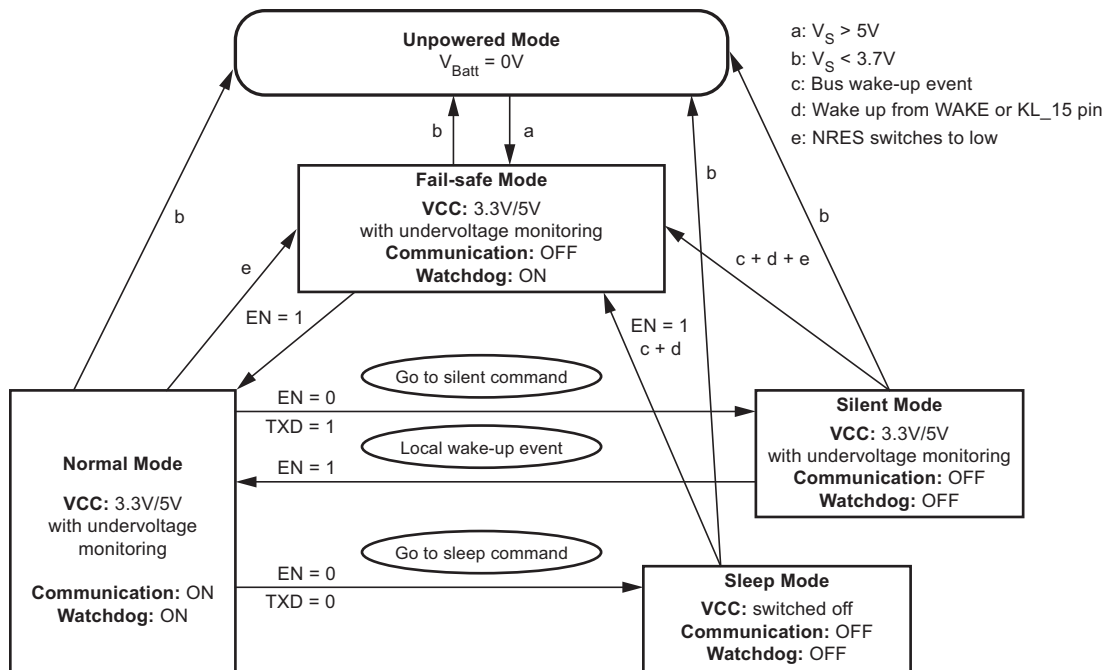 Unpowered Mode
V_Batt = 0V
a: V_S > 5V
b: V_S < 3.7V
c: Bus wake-up event
d: Wake up from WAKE or KL_15 pin
e: NRES switches to low
b
a
b
b
b
Fail-safe Mode
VCC: 3.3V/5V
with undervoltage monitoring
Communication: OFF
Watchdog: ON
e
c + d + e
EN = 1
EN = 1
c + d
Go to silent command
EN = 0
TXD = 1
Local wake-up event
EN = 1
Normal Mode
VCC: 3.3V/5V
with undervoltage
monitoring
Communication: ON
Watchdog: ON
Silent Mode
VCC: 3.3V/5V
with undervoltage monitoring
Communication: OFF
Watchdog: OFF
Go to sleep command
EN = 0
TXD = 0
Sleep Mode
VCC: switched off
Communication: OFF
Watchdog: OFF